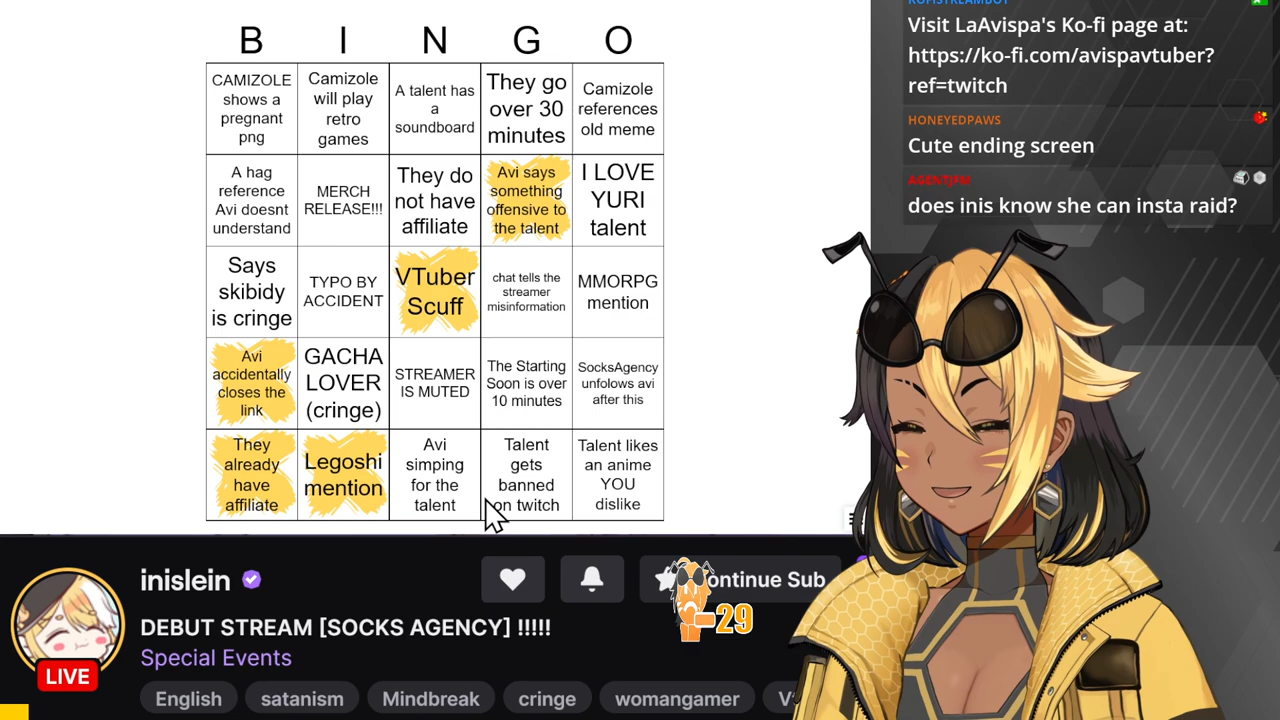 B I N G O
CAMIZOLE
shows a
pregnant
png
Camizole
will play
retro
games
A talent has
a
soundboard
They go
over 30
minutes
Camizole
references
old meme
A hag
reference
Avi doesnt
understand
MERCH
RELEASE!!!
They do
not have
affiliate
Avi says
something
offensive to
the talent
I LOVE
YURI
talent
Says
skibidy
is cringe
TYPO BY
ACCIDENT
VTuber
Scuff
chat tells the
streamer
misinformation
MMORPG
mention
Avi
accidentally
closes the
link
GACHA
LOVER
(cringe)
STREAMER
IS MUTED
The Starting
Soon is over
10 minutes
SocksAgency
unfolows avi
after this
They
already
have
affiliate
Legoshi
mention
Avi
simping
for the
talent
Talent
gets
banned
on twitch
Talent likes
an anime
YOU
dislike
KOFISTREAMBOT
Visit LaAvispa's Ko-fi page at:
https://ko-fi.com/avispavtuber?
ref=twitch
HONEYEDPAWS
Cute ending screen
AGENTJFM
does inis know she can insta raid?
inislein
ontinue Sub
29
DEBUT STREAM [SOCKS AGENCY] !!!!!
Special Events
LIVE
English
satanism
Mindbreak
cringe
womangamer